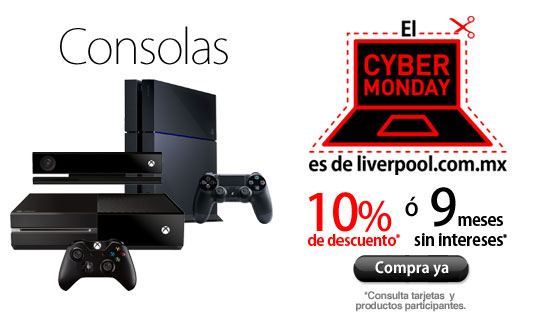 Consolas
El
CYBER
MONDAY
es de liverpool.com.mx
10% ó 9 meses
de descuento* sin intereses*
Compra ya
*Consulta tarjetas y
productos participantes.